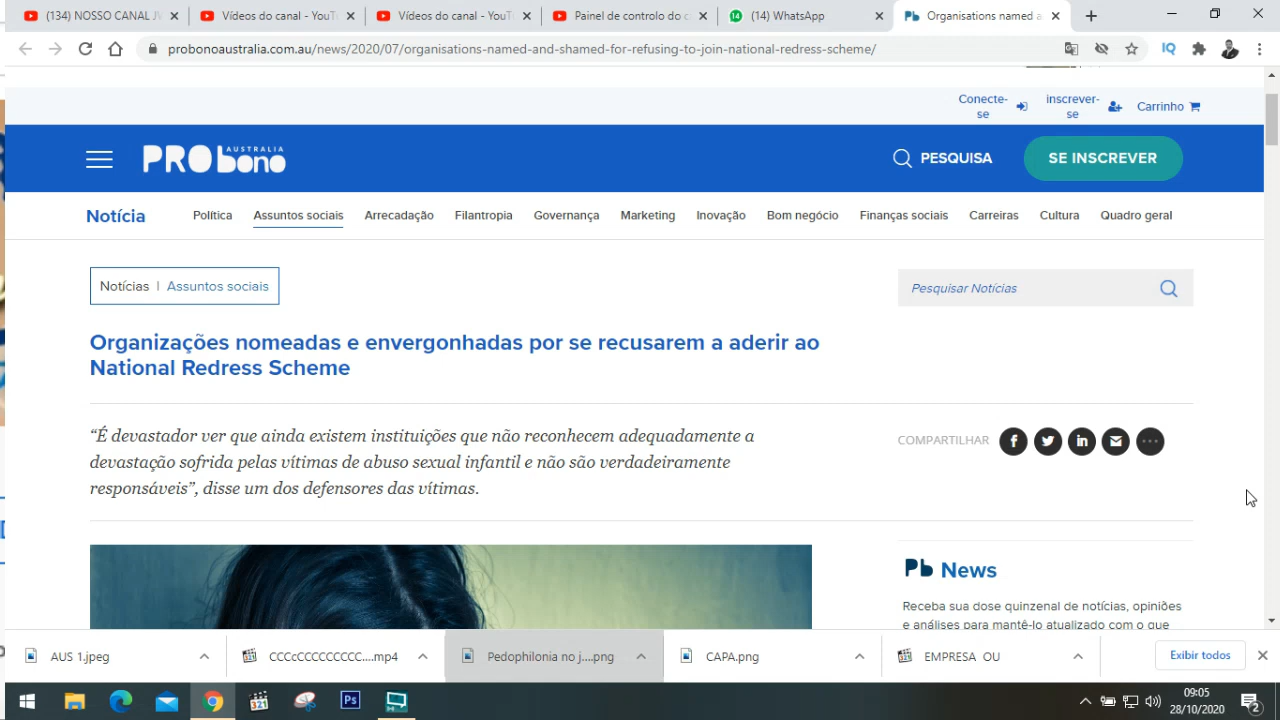 (134) NOSSO CANAL JV
Vídeos do canal - YouTu
Vídeos do canal - YouTu
Painel de controlo do ca
(14) WhatsApp
Organisations named a
probonoaustralia.com.au/news/2020/07/organisations-named-and-shamed-for-refusing-to-join-national-redress-scheme/
IQ
Conecte-
se
inscrever-
se
Carrinho
PRO bono
AUSTRALIA
PESQUISA
SE INSCREVER
Notícia
Política
Assuntos sociais
Arrecadação
Filantropia
Governança
Marketing
Inovação
Bom negócio
Finanças sociais
Carreiras
Cultura
Quadro geral
Notícias | Assuntos sociais
Pesquisar Notícias
Organizações nomeadas e envergonhadas por se recusarem a aderir ao
National Redress Scheme
“É devastador ver que ainda existem instituições que não reconhecem adequadamente a
devastação sofrida pelas vítimas de abuso sexual infantil e não são verdadeiramente
responsáveis”, disse um dos defensores das vítimas.
COMPARTILHAR
Pb News
Receba sua dose quinzenal de notícias, opiniões
e análises para mantê-lo atualizado com o que
AUS 1.jpeg
CCCcCCCCCCCCC....mp4
Pedophilonia no j....png
CAPA.png
EMPRESA OU
Exibir todos
Ps
09:05
28/10/2020
2